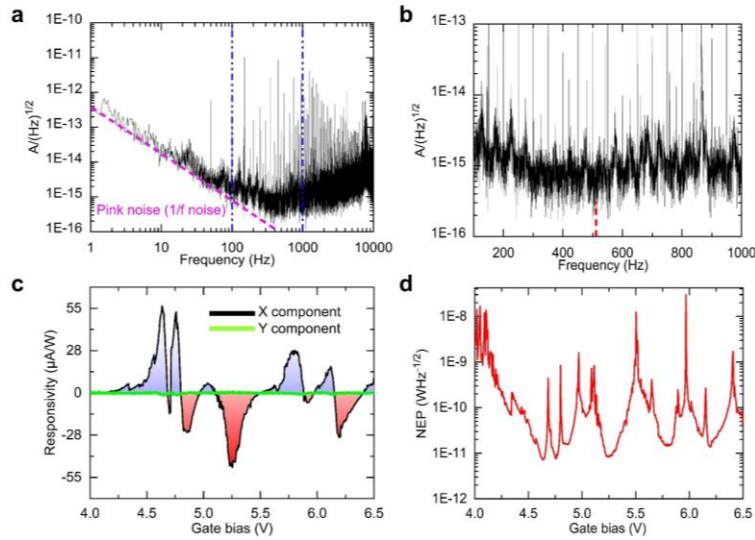 a
1E-10
1E-11
1E-12
1E-13
1E-14
1E-15
1E-16
A/(Hz)1/2
Pink noise (1/f noise)
1 10 100 1000 10000
Frequency (Hz)
b
1E-13
1E-14
1E-15
1E-16
A/(Hz)1/2
200 400 600 800 1000
Frequency (Hz)
c
55
28
0
-28
-55
Responsivity (µA/W)
X component
Y component
4.0 4.5 5.0 5.5 6.0 6.5
Gate bias (V)
d
1E-8
1E-9
1E-10
1E-11
1E-12
NEP (WHz-1/2)
4.0 4.5 5.0 5.5 6.0 6.5
Gate bias (V)